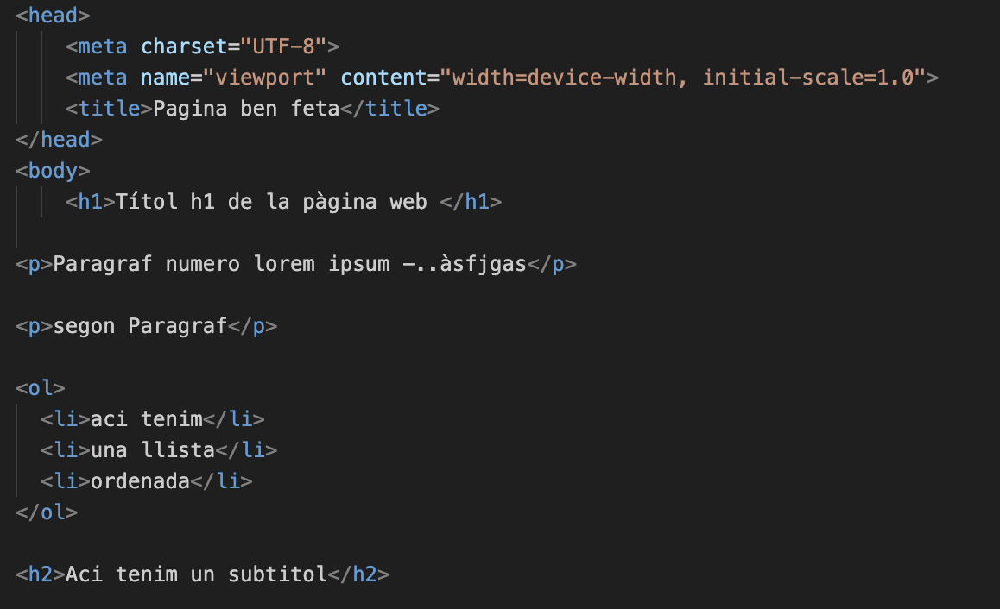 <head>
<meta charset="UTF-8">
<meta name="viewport" content="width=device-width, initial-scale=1.0">
<title>Pagina ben feta</title>
</head>
<body>
<h1>Títol h1 de la pàgina web </h1>
<p>Paragraf numero lorem ipsum -..àsfjgas</p>
<p>segon Paragraf</p>
<ol>
<li>aci tenim</li>
<li>una llista</li>
<li>ordenada</li>
</ol>
<h2>Aci tenim un subtitol</h2>